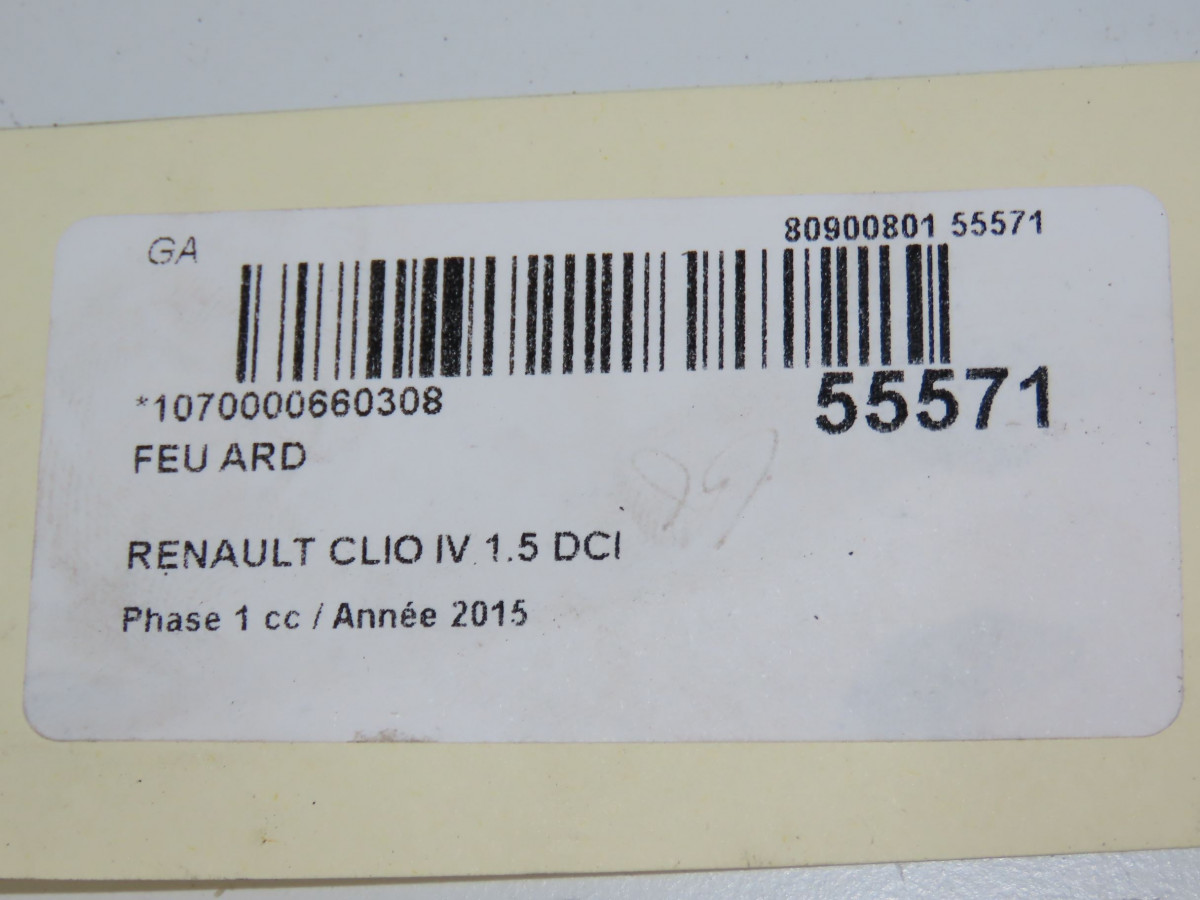 GA
80900801 55571
55571
*1070000660308
FEU ARD
RENAULT CLIO IV 1.5 DCI
Phase 1 cc / Année 2015